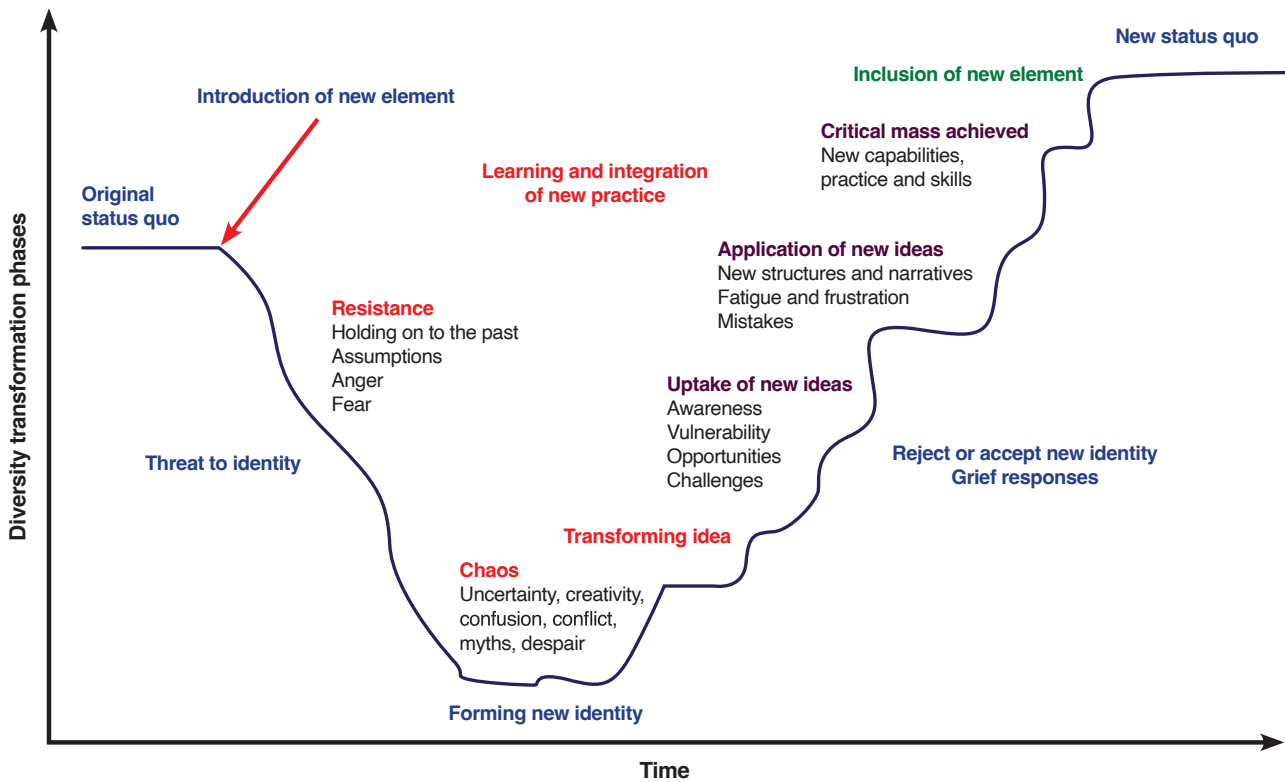 New status quo
Inclusion of new element
Introduction of new element
Critical mass achieved
New capabilities,
practice and skills
Learning and integration
of new practice
Original
status quo
Application of new ideas
New structures and narratives
Fatigue and frustration
Mistakes
Resistance
Holding on to the past
Assumptions
Anger
Fear
Uptake of new ideas
Awareness
Vulnerability
Opportunities
Challenges
Threat to identity
Reject or accept new identity
Grief responses
Transforming idea
Chaos
Uncertainty, creativity,
confusion, conflict,
myths, despair
Forming new identity
Diversity transformation phases
Time